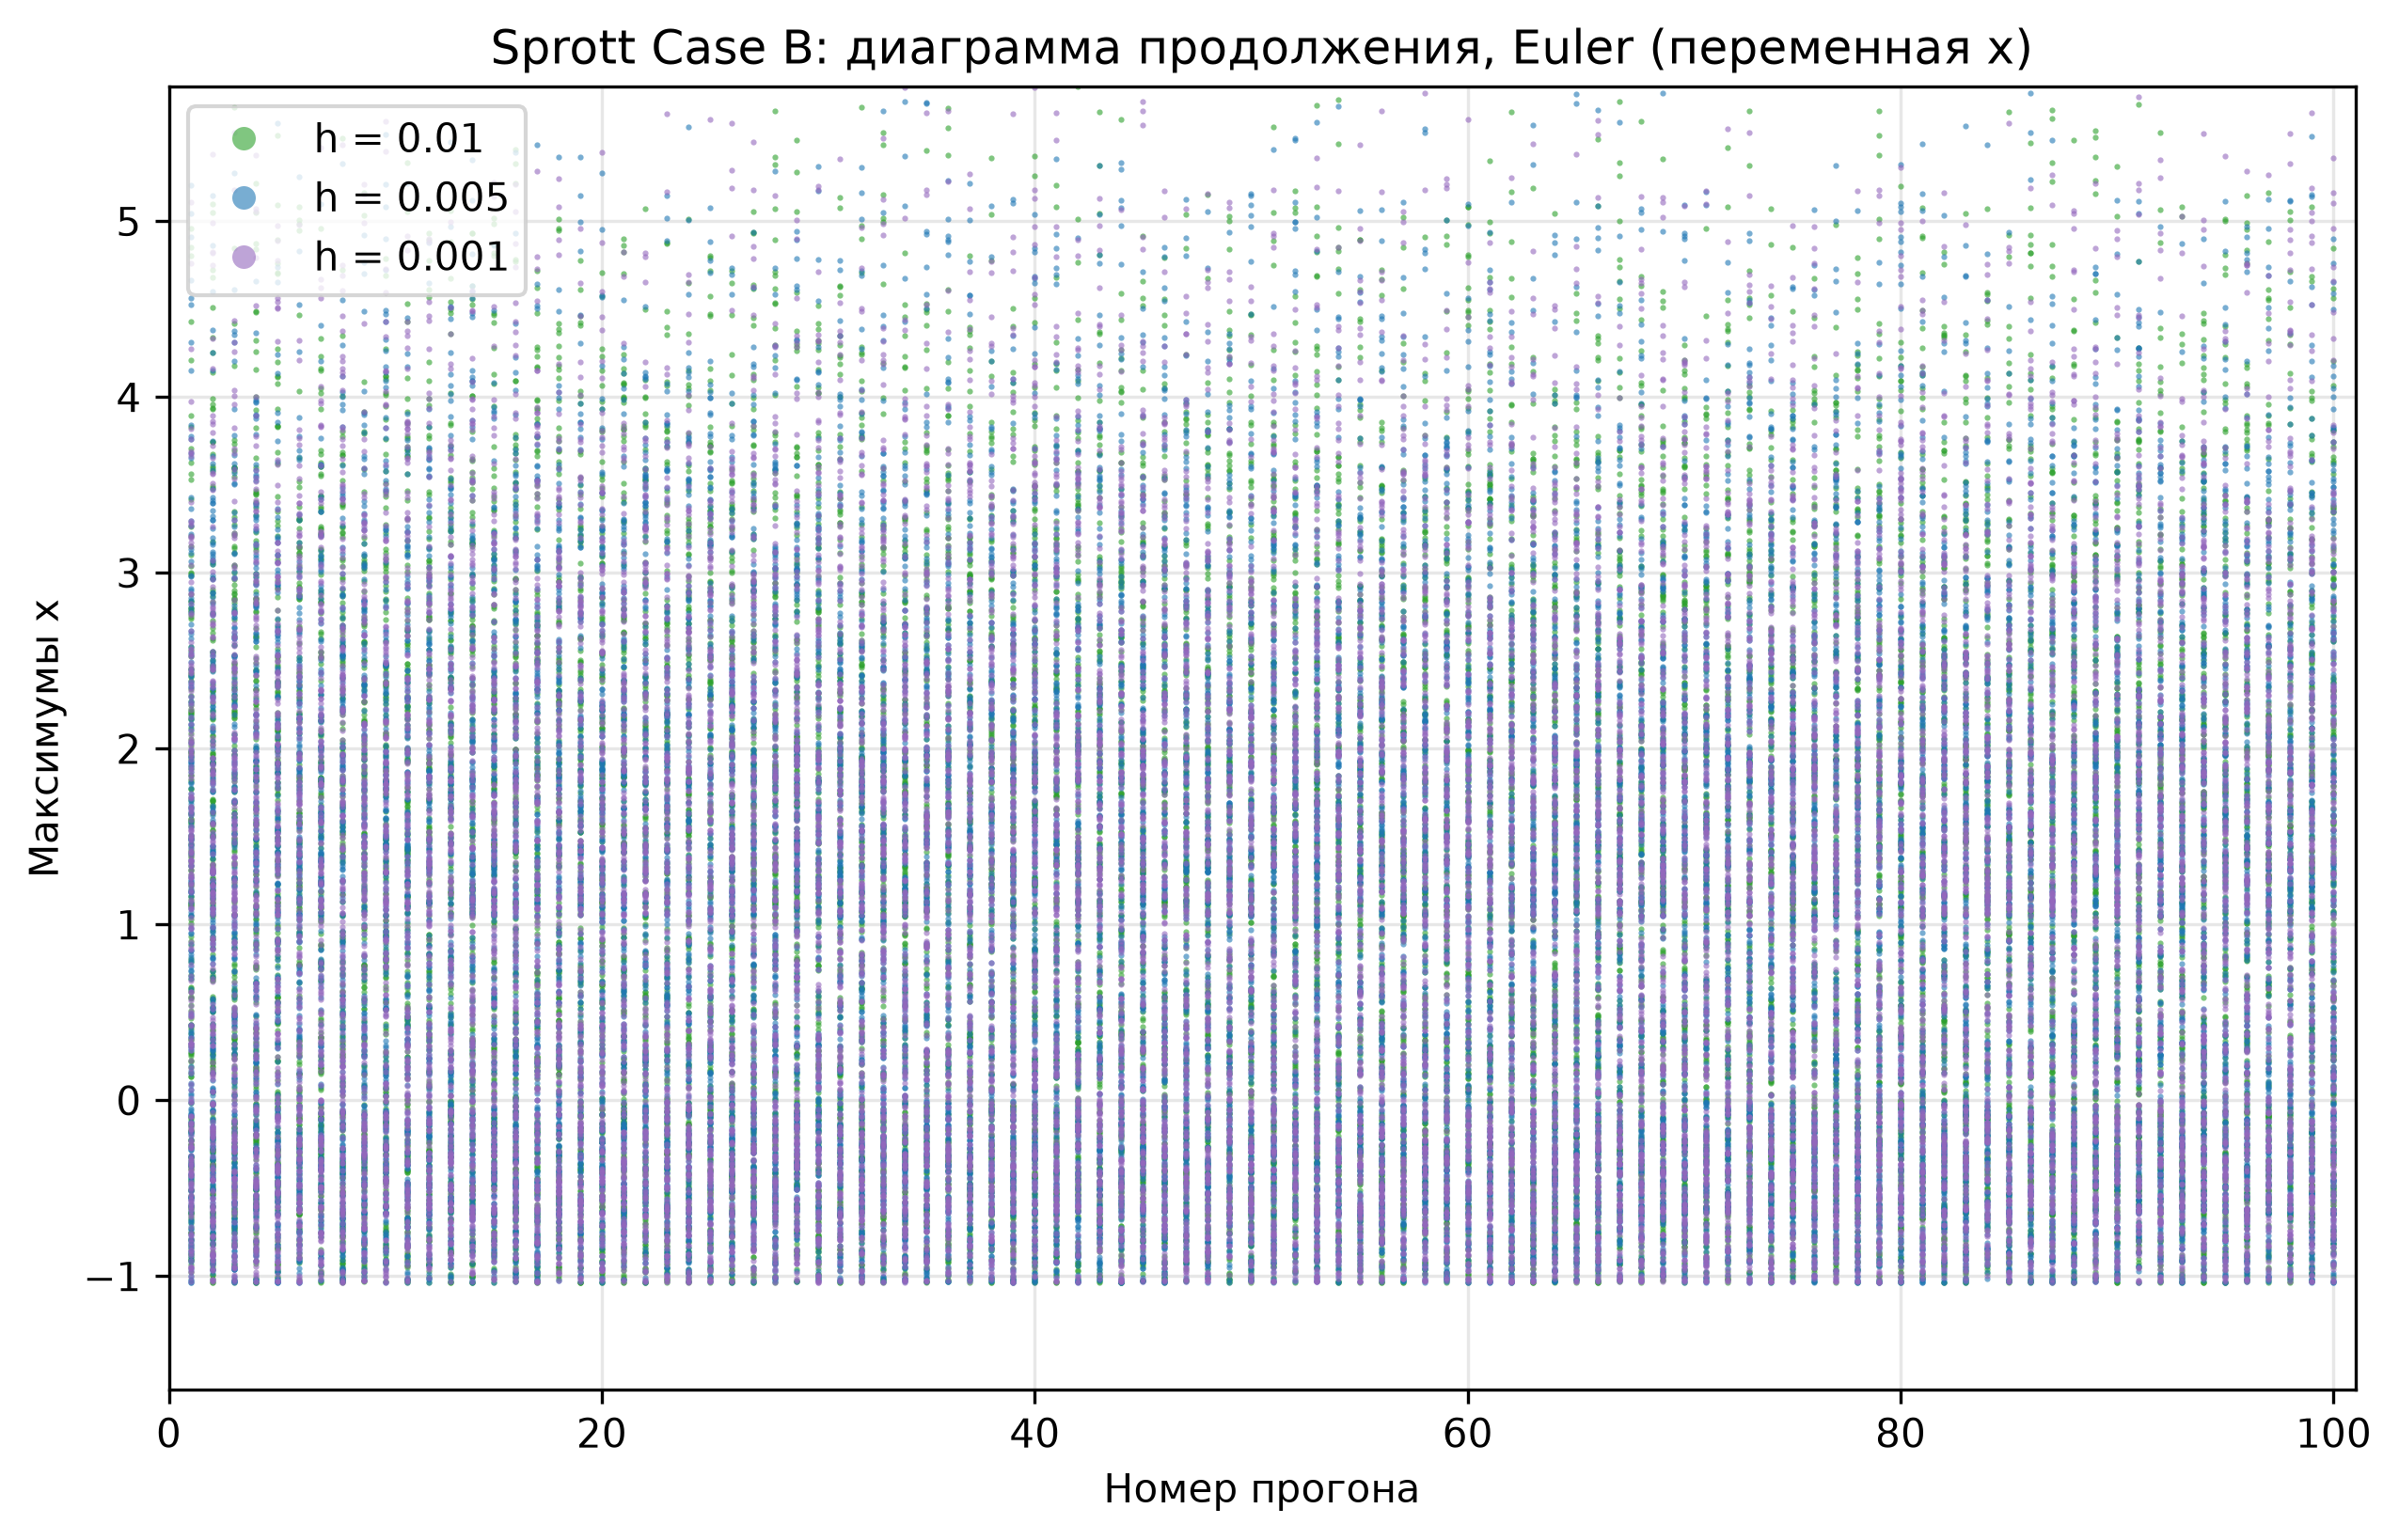 Sprott Case B: диаграмма продолжения, Euler (переменная x)
h = 0.01
h = 0.005
h = 0.001
Максимумы x
5
4
3
2
1
0
−1
0 20 40 60 80 100
Номер прогона